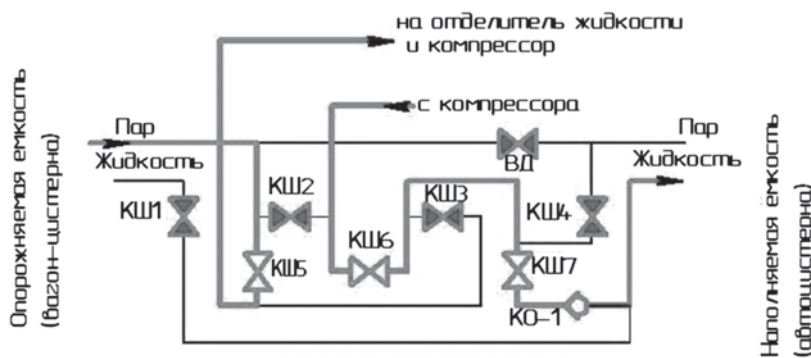 на отделитель жидкости
и компрессор
с компрессора
Опорожняемая емкость
(вагон-цистерна)
Пар
Жидкость
КШ1
КШ2
КШ3
КШ4
КШ5
КШ6
КШ7
КО-1
ВД
Пар
Жидкость
Наполняемая емкость
(автоцистерна)